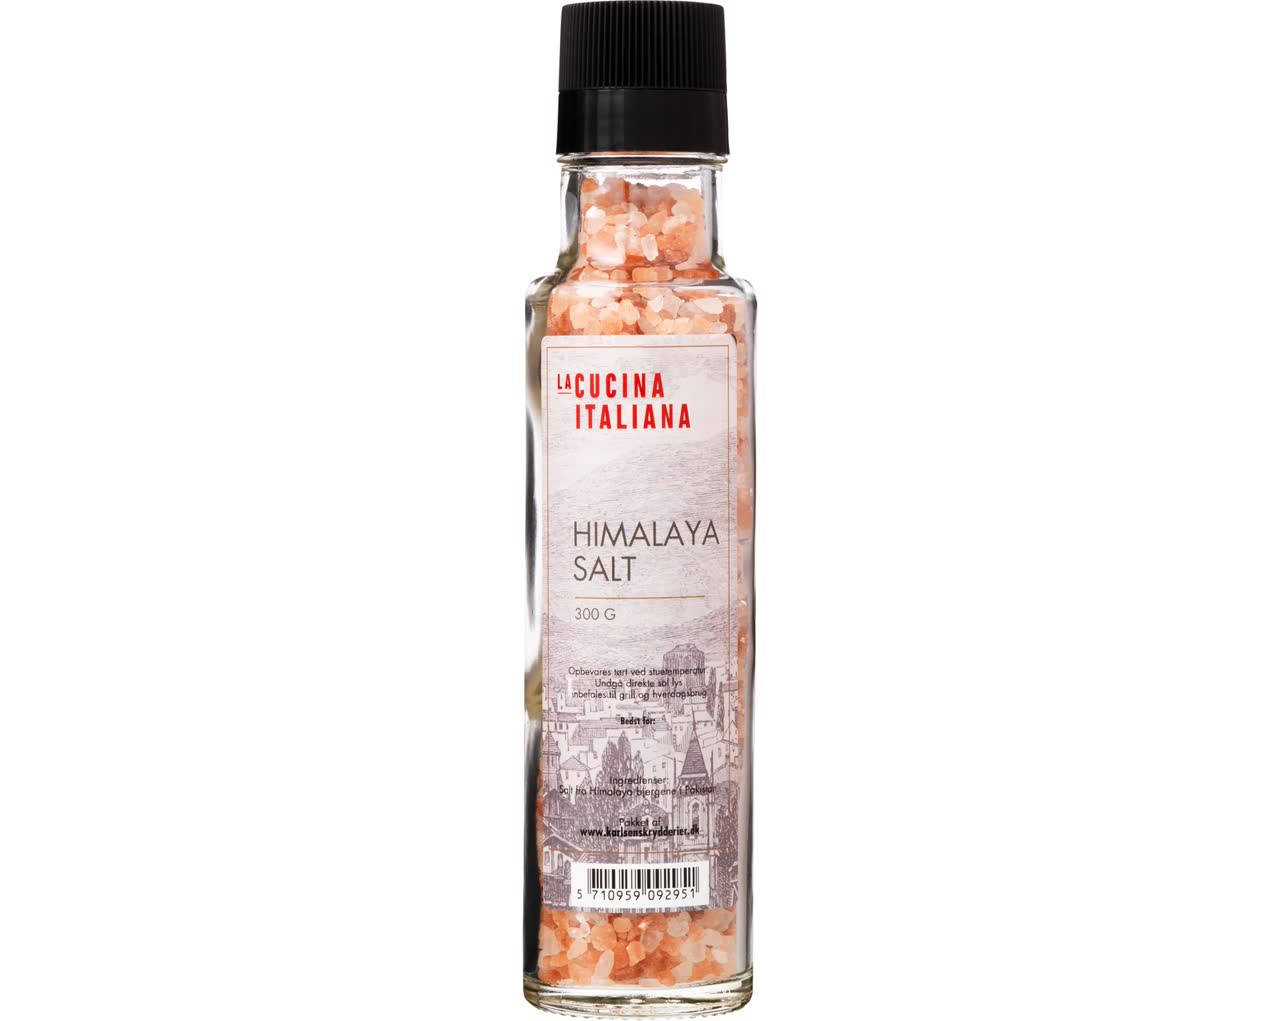 LA CUCINA
ITALIANA
HIMALAYA
SALT
300 G
Opbevares tørt ved stuetemperatur.
Undgå direkte sol lys
Anbefales til grill og hverdagsbrug
Bedst før:
Ingredienser:
Salt fra Himalaya bjergene i Pakistan
Pakket af
www.karlsenskrydderier.dk
5 710959 092951